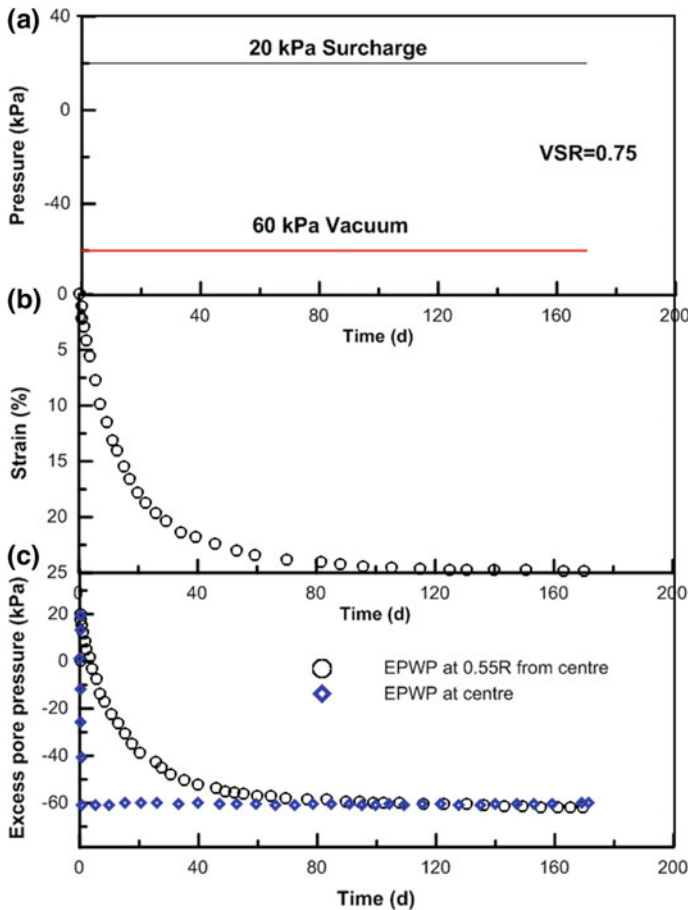 (a)
40
0
-40
Pressure (kPa)
20 kPa Surcharge
VSR=0.75
60 kPa Vacuum
(b)
0
5
10
15
20
25
Strain (%)
40 80 120 160 200
Time (d)
(c)
20
0
-20
-40
-60
Excess pore pressure (kPa)
0 40 80 120 160 200
Time (d)
EPWP at 0.55R from centre
EPWP at centre
0 40 80 120 160 200
Time (d)